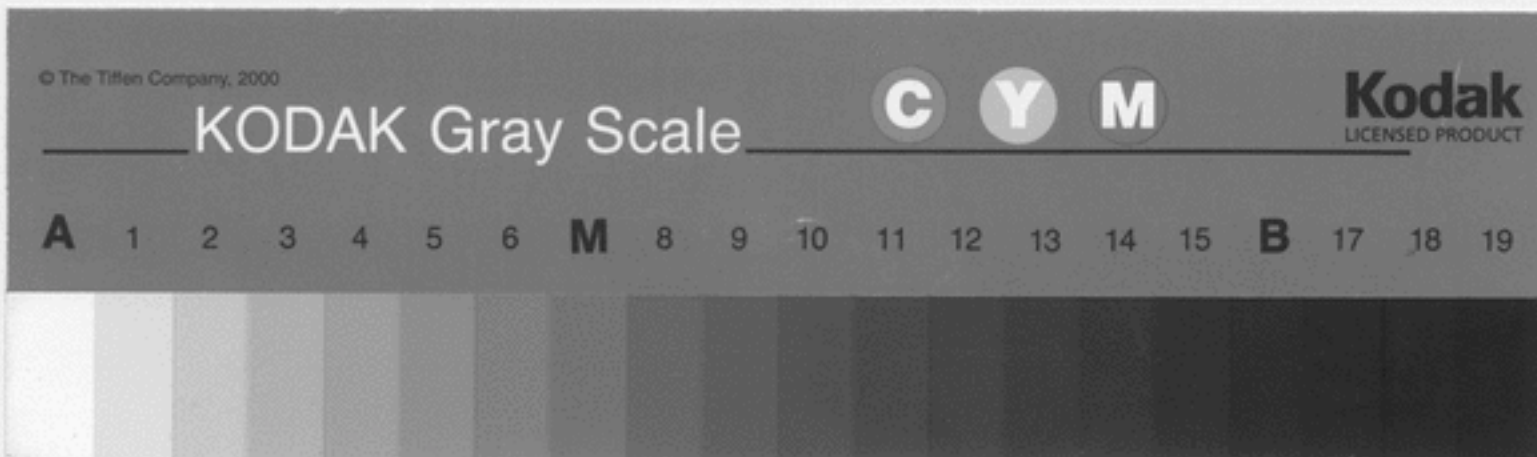 © The Tiffen Company, 2000
KODAK Gray Scale
C Y M
Kodak
LICENSED PRODUCT
A 1 2 3 4 5 6 M 8 9 10 11 12 13 14 15 B 17 18 19